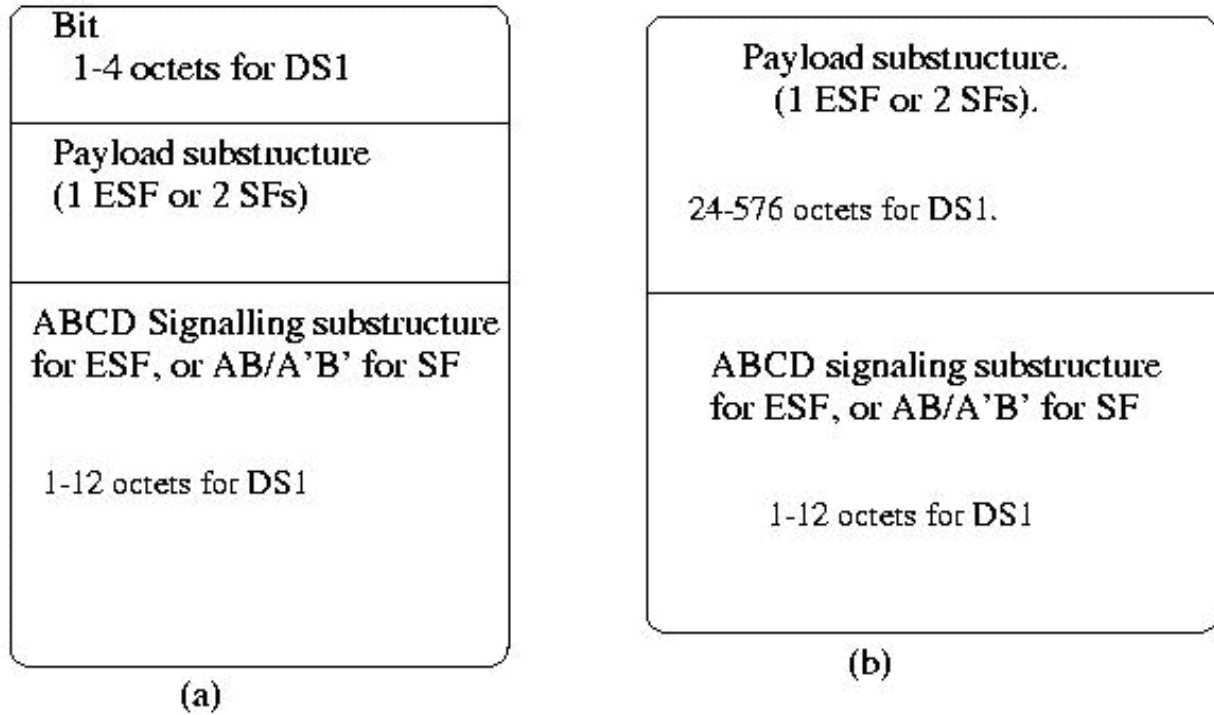 Bit
1-4 octets for DS1
Payload substructure
(1 ESF or 2 SFs)
ABCD Signalling substructure
for ESF, or AB/A'B' for SF
1-12 octets for DS1
(a)
Payload substructure.
(1 ESF or 2 SFs).
24-576 octets for DS1.
ABCD signaling substructure
for ESF, or AB/A'B' for SF
1-12 octets for DS1
(b)